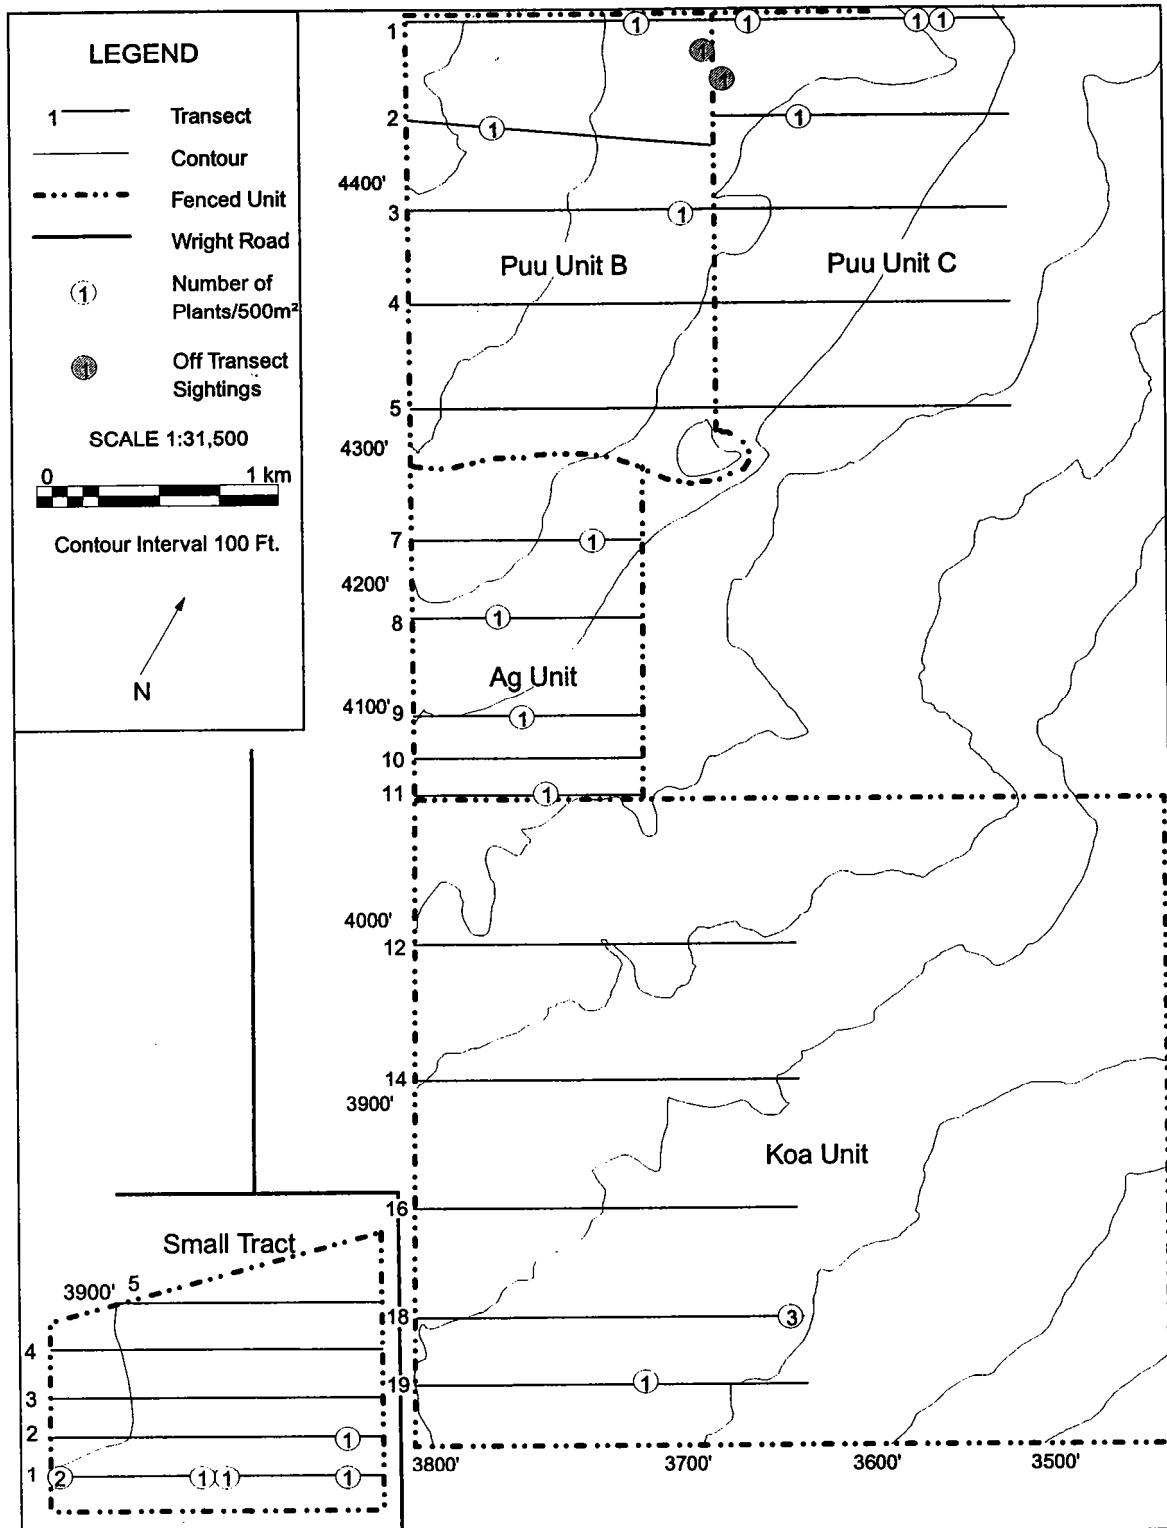 LEGEND
1 Transect
Contour
Fenced Unit
Wright Road
1 Number of
Plants/500m²
1 Off Transect
Sightings
SCALE 1:31,500
0 1 km
Contour Interval 100 Ft.
N
1 1 1 1 1
1
1
2 1 1
4400'
3 1
Puu Unit B Puu Unit C
4
5
4300'
7 1
4200'
8 1
Ag Unit
4100' 9 1
10
11 1
4000'
12
14
3900'
Koa Unit
16
Small Tract
3900' 5
18 3
4
19 1
3
2 1
1 2 1 1 1
3800' 3700' 3600' 3500'